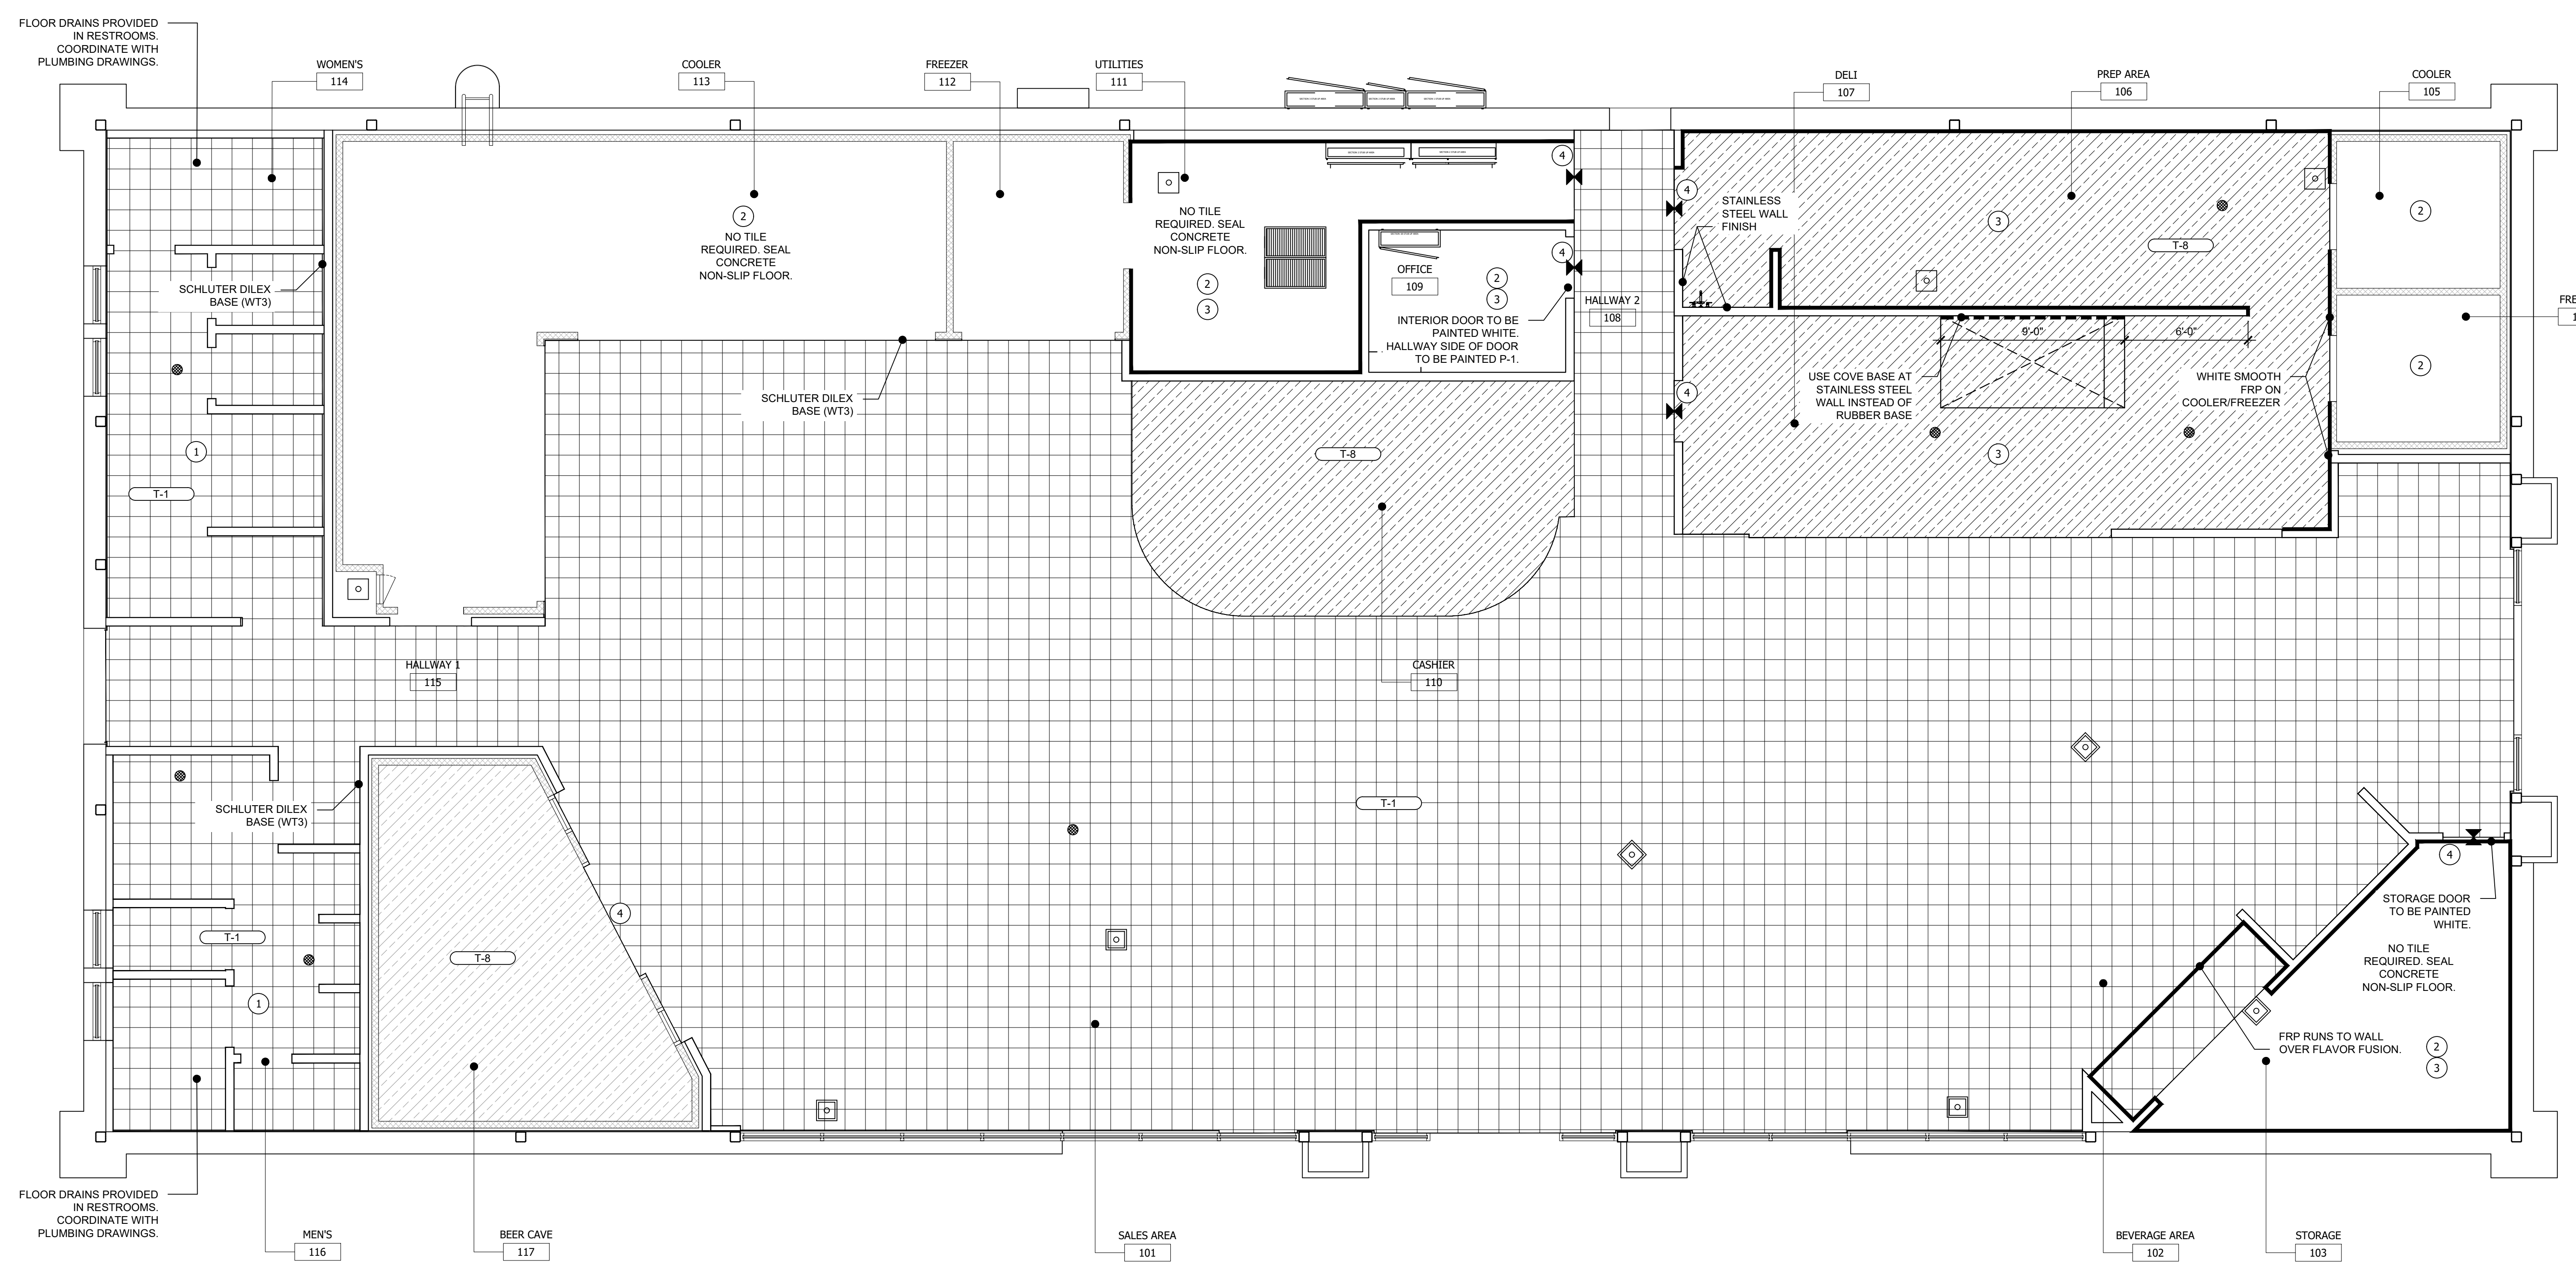 FLOOR DRAINS PROVIDED
IN RESTROOMS.
COORDINATE WITH
PLUMBING DRAWINGS.
WOMEN'S
114
COOLER
113
FREEZER
112
UTILITIES
111
DELI
107
PREP AREA
106
COOLER
105
4
4
2
NO TILE
REQUIRED. SEAL
CONCRETE
NON-SLIP FLOOR.
NO TILE
REQUIRED. SEAL
CONCRETE
NON-SLIP FLOOR.
2
3
4
OFFICE
109
2
3
HALLWAY 2
108
INTERIOR DOOR TO BE
PAINTED WHITE.
HALLWAY SIDE OF DOOR
TO BE PAINTED P-1.
STAINLESS
STEEL WALL
FINISH
3
T-8
2
SCHLUTER DILEX
BASE (WT3)
9'-0"
6'-0"
2
USE COVE BASE AT
STAINLESS STEEL
WALL INSTEAD OF
RUBBER BASE
WHITE SMOOTH
FRP ON
COOLER/FREEZER
4
SCHLUTER DILEX
BASE (WT3)
1
T-8
3
T-1
HALLWAY 1
115
CASHIER
110
SCHLUTER DILEX
BASE (WT3)
T-1
4
4
STORAGE DOOR
TO BE PAINTED
WHITE.
T-1
T-8
NO TILE
REQUIRED. SEAL
CONCRETE
NON-SLIP FLOOR.
1
FRP RUNS TO WALL
OVER FLAVOR FUSION.
2
3
FLOOR DRAINS PROVIDED
IN RESTROOMS.
COORDINATE WITH
PLUMBING DRAWINGS.
MEN'S
116
BEER CAVE
117
SALES AREA
101
BEVERAGE AREA
102
STORAGE
103